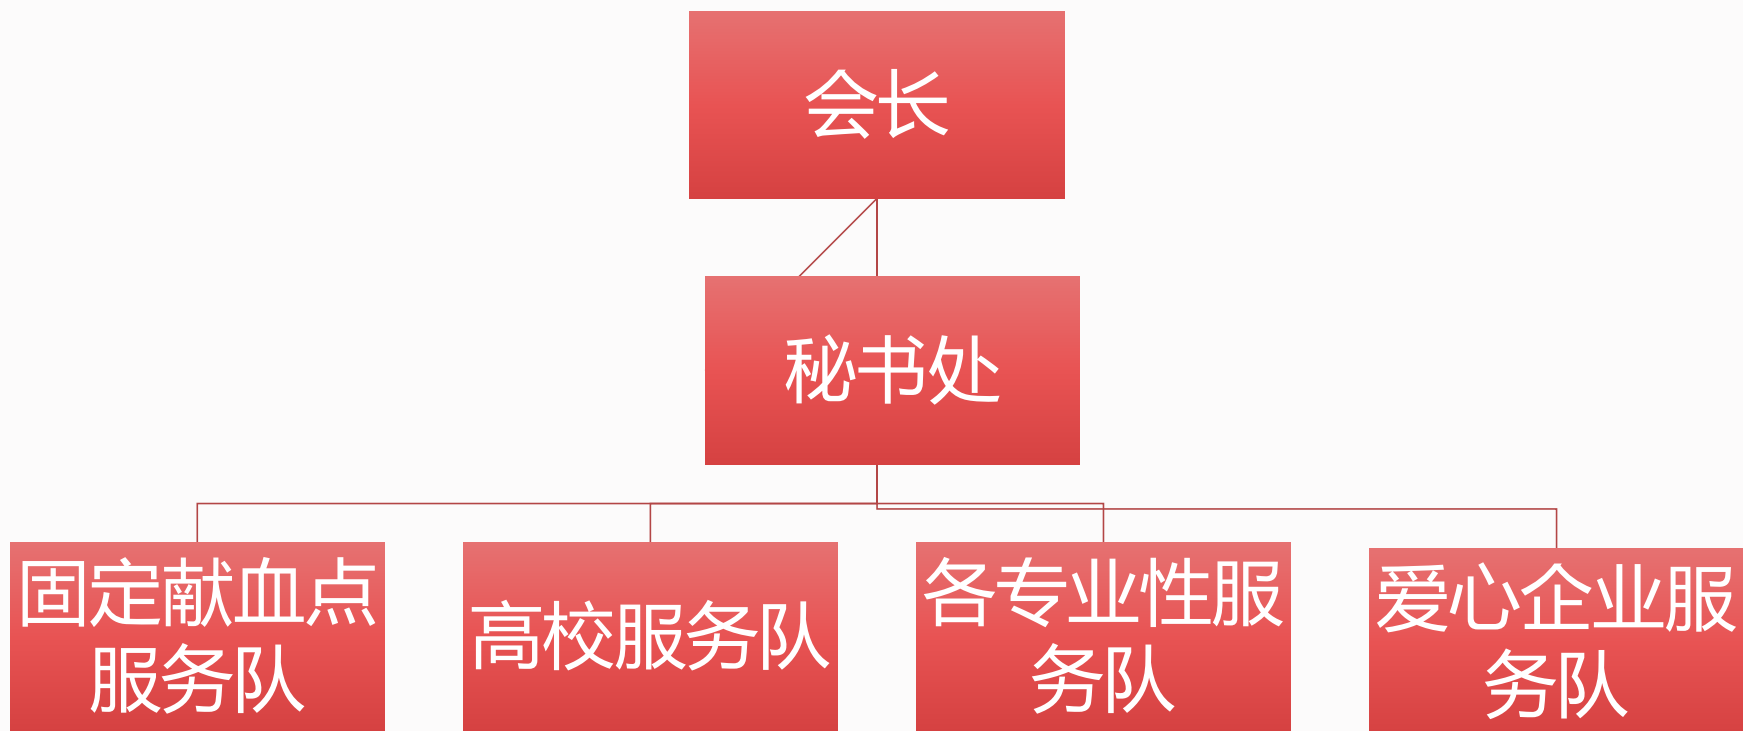 会长
秘书处
固定献血点
服务队
高校服务队
各专业性服
务队
爱心企业服
务队